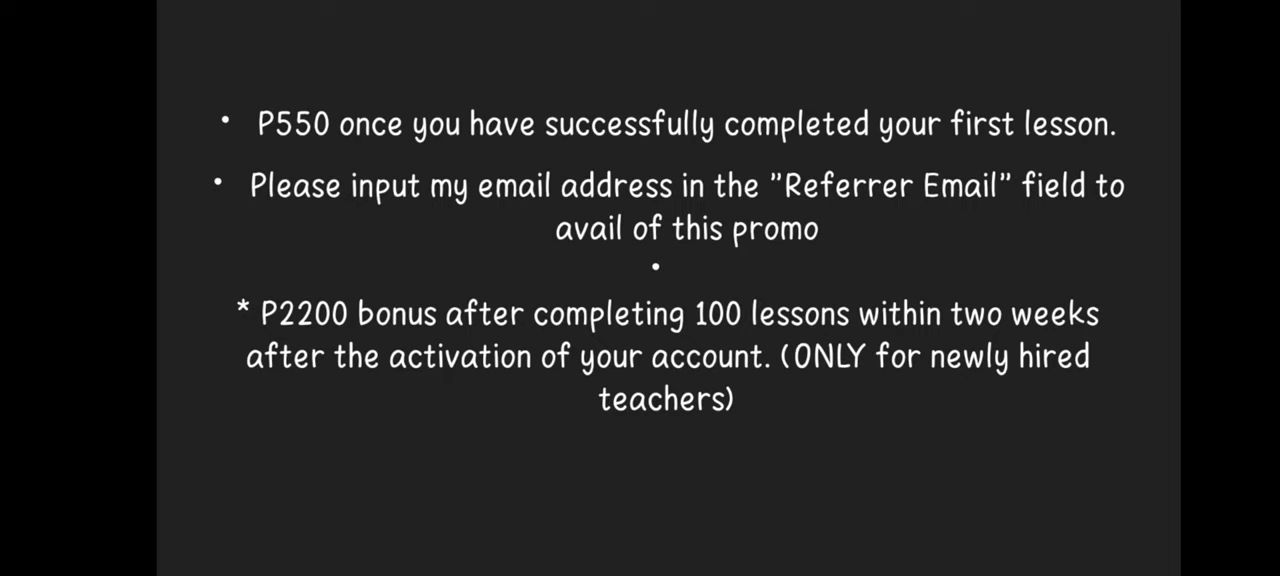 • P550 once you have successfully completed your first lesson.
• Please input my email address in the "Referrer Email" field to
avail of this promo
•
* P2200 bonus after completing 100 lessons within two weeks
after the activation of your account. (ONLY for newly hired
teachers)